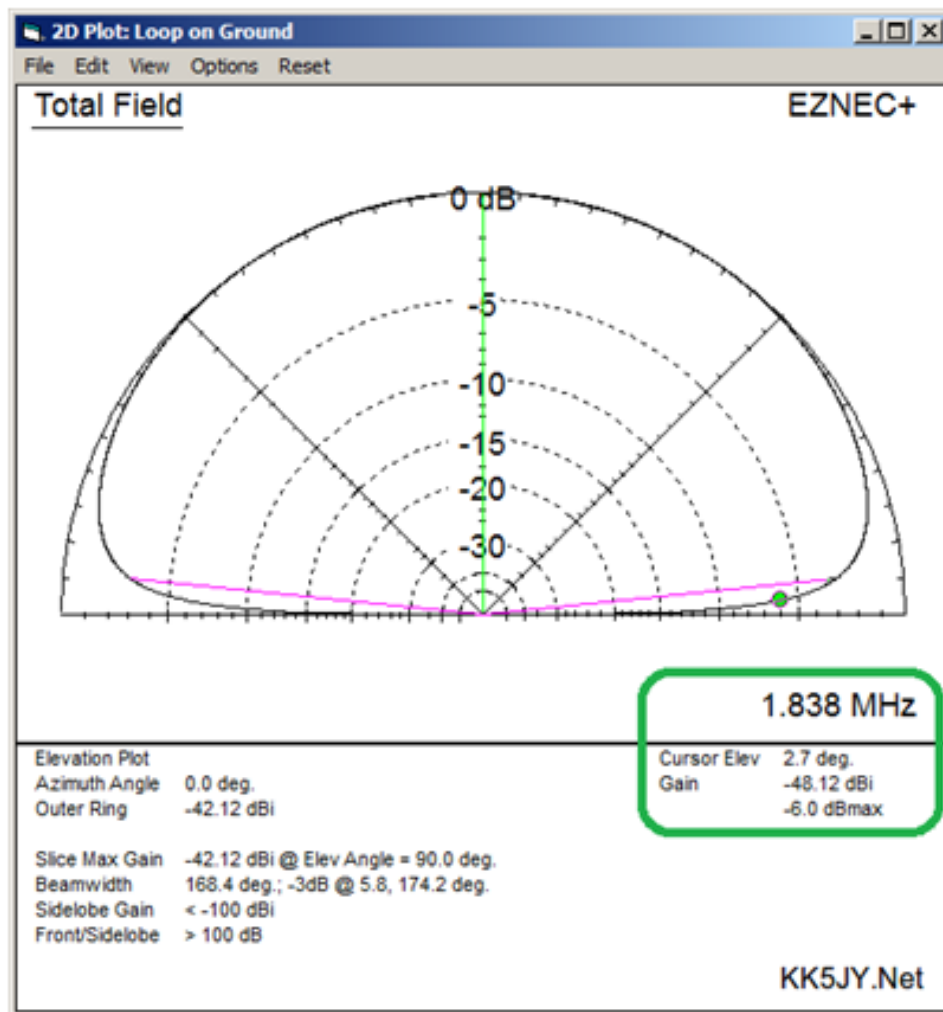 2D Plot: Loop on Ground
File Edit View Options Reset
Total Field EZNEC+
0 dB
-5
-10
-15
-20
-30
1.838 MHz
Elevation Plot Cursor Elev 2.7 deg.
Azimuth Angle 0.0 deg. Gain -48.12 dBi
Outer Ring -42.12 dBi -6.0 dBmax
Slice Max Gain -42.12 dBi @ Elev Angle = 90.0 deg.
Beamwidth 168.4 deg.; -3dB @ 5.8, 174.2 deg.
Sidelobe Gain < -100 dBi
Front/Sidelobe > 100 dB
KK5JY.Net